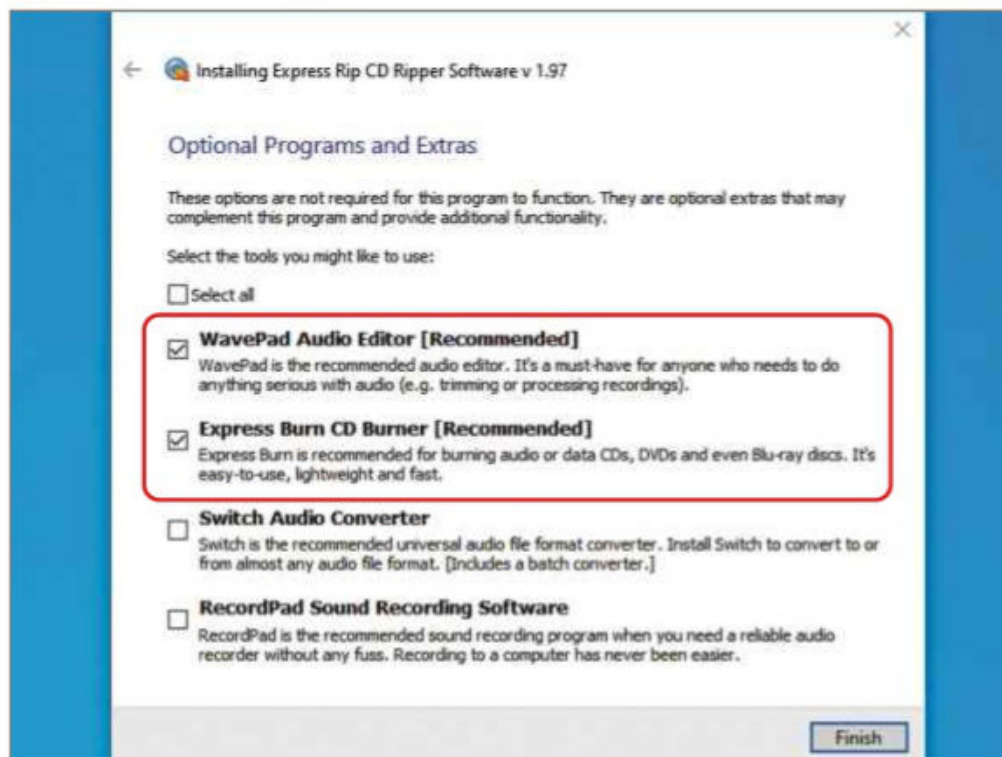 Installing Express Rip CD Ripper Software v 1.97
Optional Programs and Extras
These options are not required for this program to function. They are optional extras that may
complement this program and provide additional functionality.
Select the tools you might like to use:
Select all
WavePad Audio Editor [Recommended]
WavePad is the recommended audio editor. It's a must-have for anyone who needs to do
anything serious with audio (e.g. trimming or processing recordings).
Express Burn CD Burner [Recommended]
Express Burn is recommended for burning audio or data CDs, DVDs and even Blu-ray discs. It's
easy-to-use, lightweight and fast.
Switch Audio Converter
Switch is the recommended universal audio file format converter. Install Switch to convert to or
from almost any audio file format. [Includes a batch converter.]
RecordPad Sound Recording Software
RecordPad is the recommended sound recording program when you need a reliable audio
recorder without any fuss. Recording to a computer has never been easier.
Finish